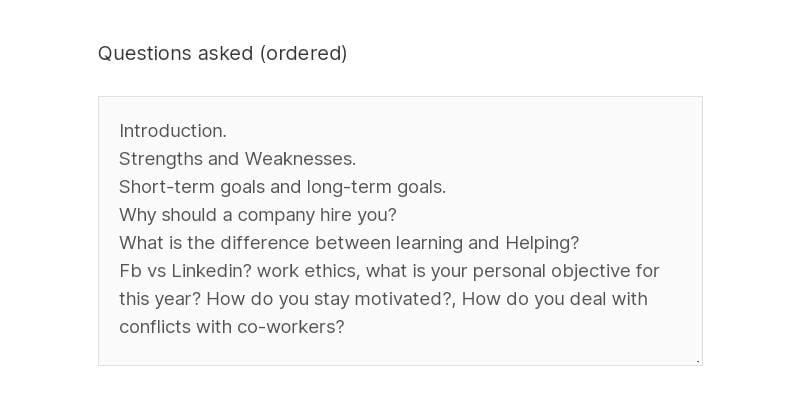 Questions asked (ordered)
Introduction.
Strengths and Weaknesses.
Short-term goals and long-term goals.
Why should a company hire you?
What is the difference between learning and Helping?
Fb vs Linkedin? work ethics, what is your personal objective for
this year? How do you stay motivated?, How do you deal with
conflicts with co-workers?